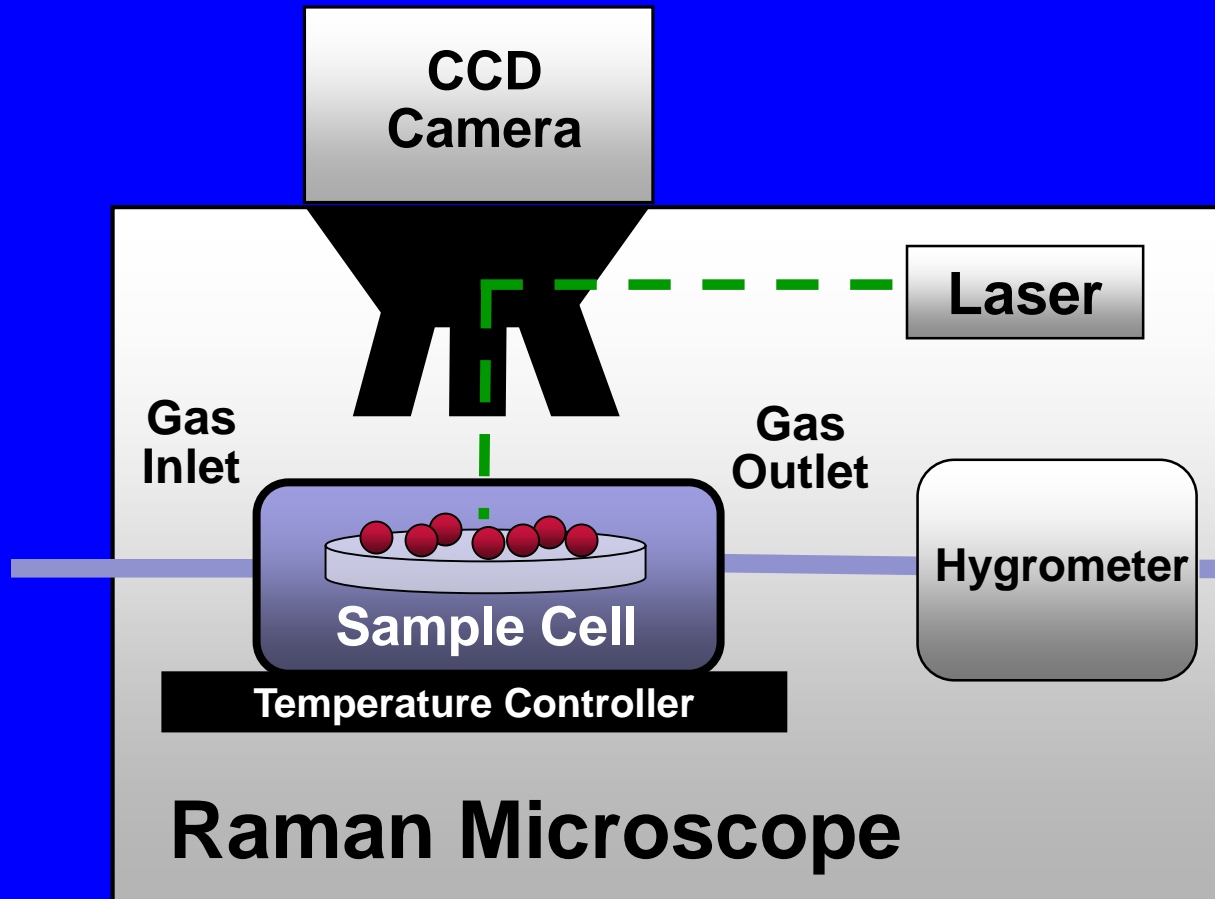 CCD
Camera
Laser
Gas
Inlet
Gas
Outlet
Hygrometer
Sample Cell
Temperature Controller
Raman Microscope